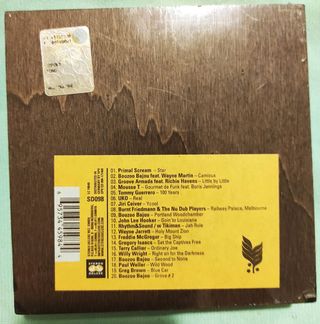 01. Primal Scream – Star
02. Boozoo Bajou feat. Wayne Martin – Camioux
03. Groove Armada feat. Richie Havens – Little by Little
04. Mousse T – Gourmet de Funk feat. Boris Jennings
05. Tommy Guerrero – 100 Years
06. UKO – Real
07. Jiri Ceiver – Ycool
08. Burnt Friedmann & The Nu Dub Players – Railway Palace, Melbourne
09. Boozoo Bajou – Portland Woodchamber
10. John Lee Hooker – Goin'to Louisiana
11. Rhythm&Sound / w Tikiman – Jah Rule
12. Wayne Jarrett – Holy Mount Zion
13. Freddie McGregor – Big Ship
14. Gregory Isaacs – Set the Captives Free
15. Terry Callier – Ordinary Joe
16. Willy Wright – Right on for the Darkness
17. Boozoo Bajou – Second to None
18. Paul Weller – Wild Wood
19. Greg Brown – Blue Car
20. Boozoo Bajou – Grove # 3
SD098
STEREO
DELUXE